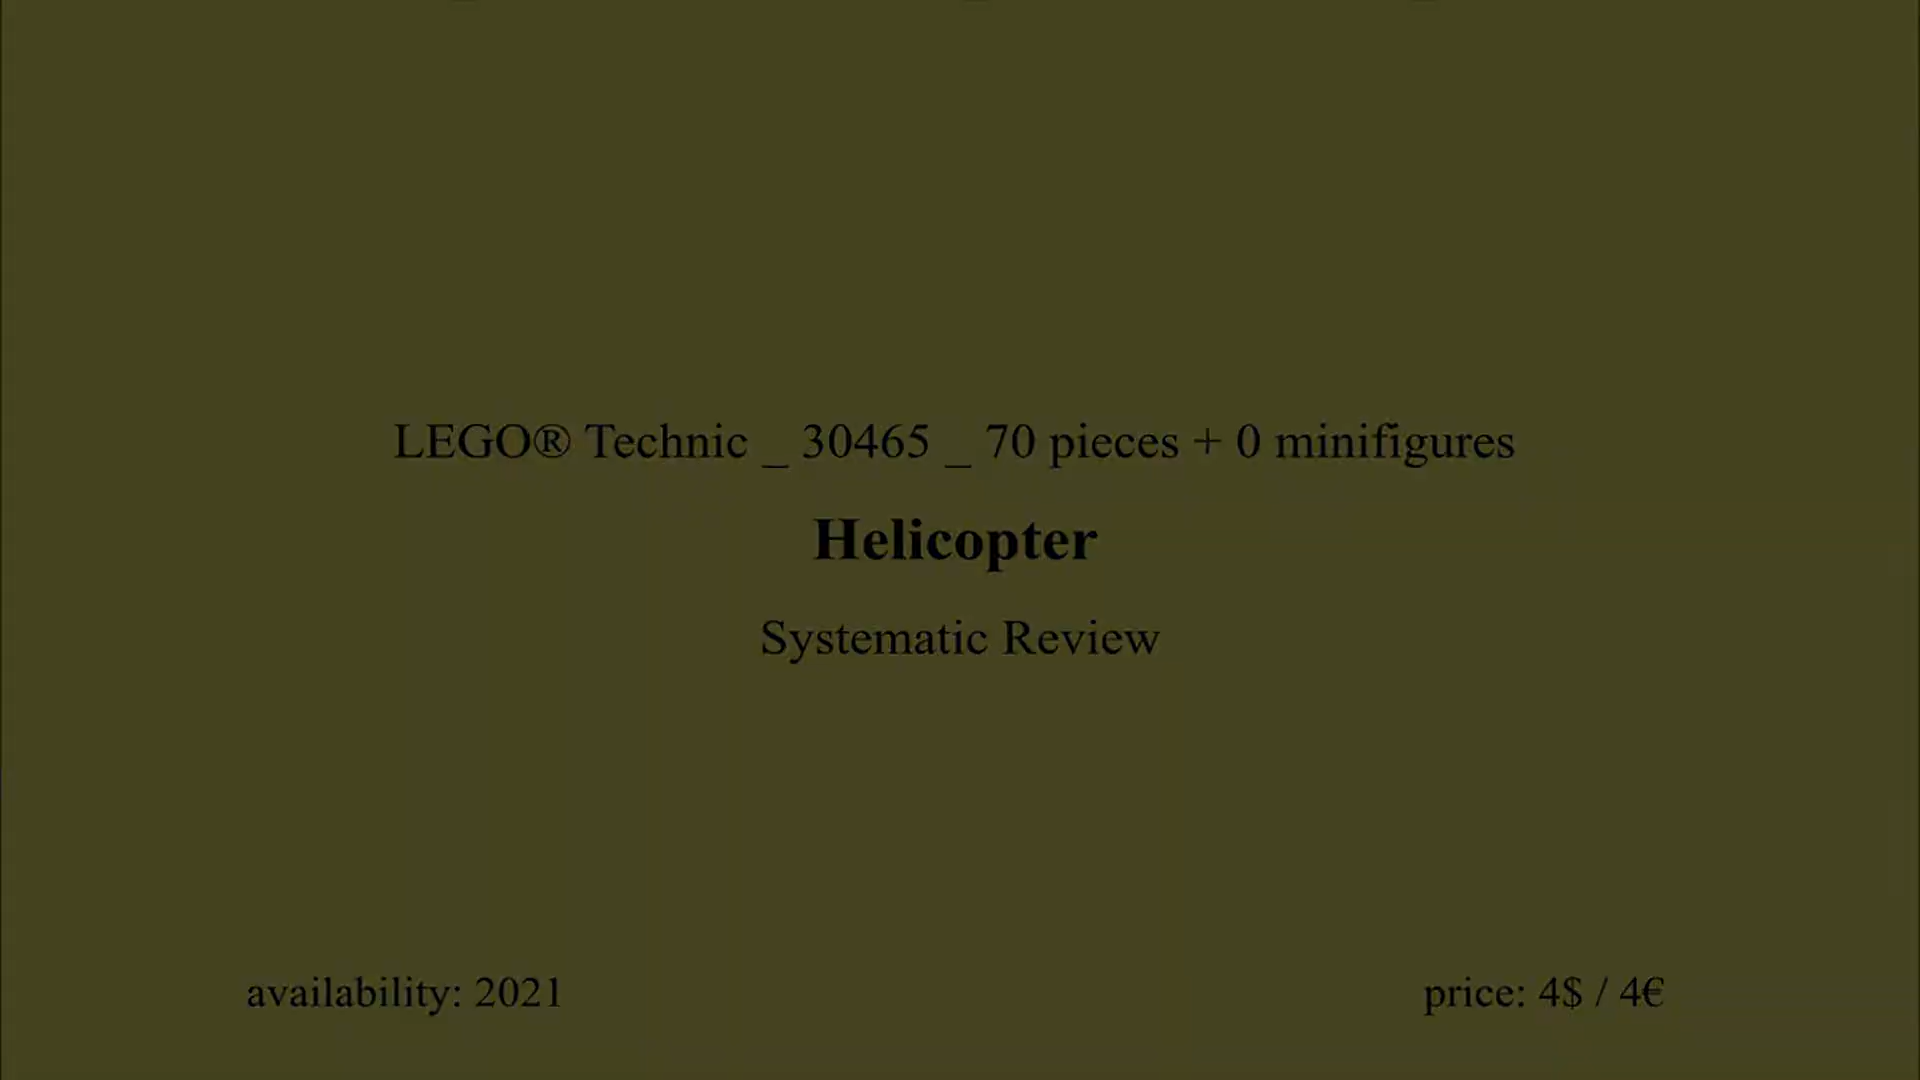 LEGO® Technic _ 30465 _ 70 pieces + 0 minifigures
Helicopter
Systematic Review
availability: 2021
price: 4$ / 4€